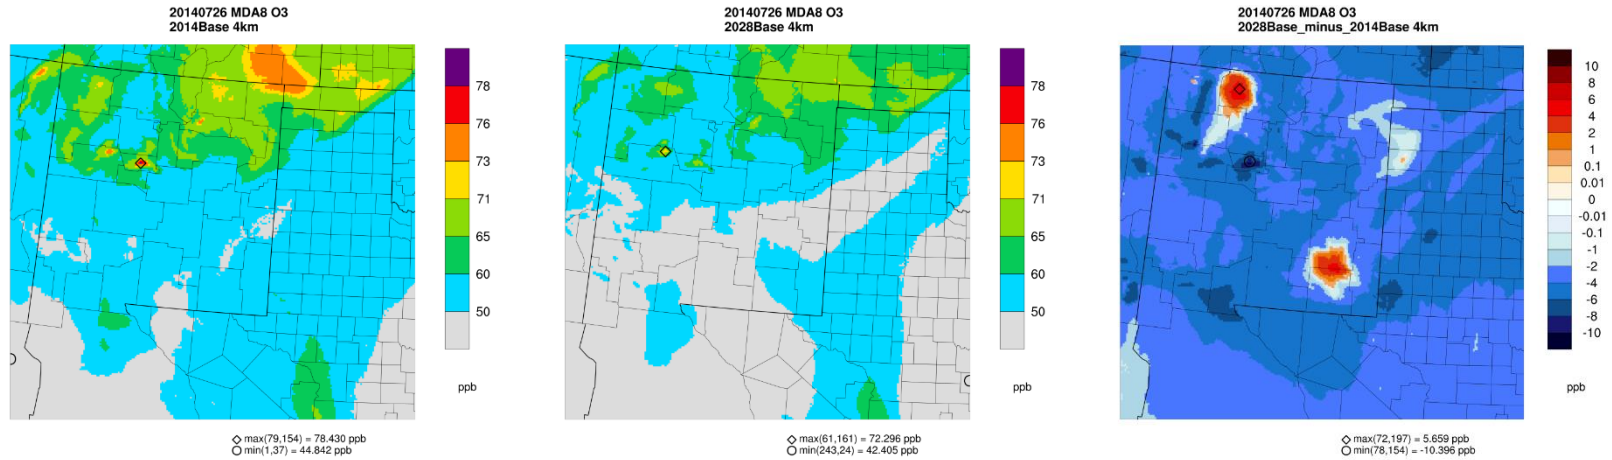 20140726 MDA8 O3
2014Base 4km
78
76
73
71
65
60
50
ppb
max(79,154) = 78.430 ppb
min(1,37) = 44.842 ppb
20140726 MDA8 O3
2028Base 4km
78
76
73
71
65
60
50
ppb
max(61,161) = 72.296 ppb
min(243,24) = 42.405 ppb
20140726 MDA8 O3
2028Base_minus_2014Base 4km
10
8
6
4
2
1
0.1
0.01
0
-0.01
-0.1
-1
-2
-4
-6
-8
-10
ppb
max(72,197) = 5.659 ppb
min(78,154) = -10.396 ppb